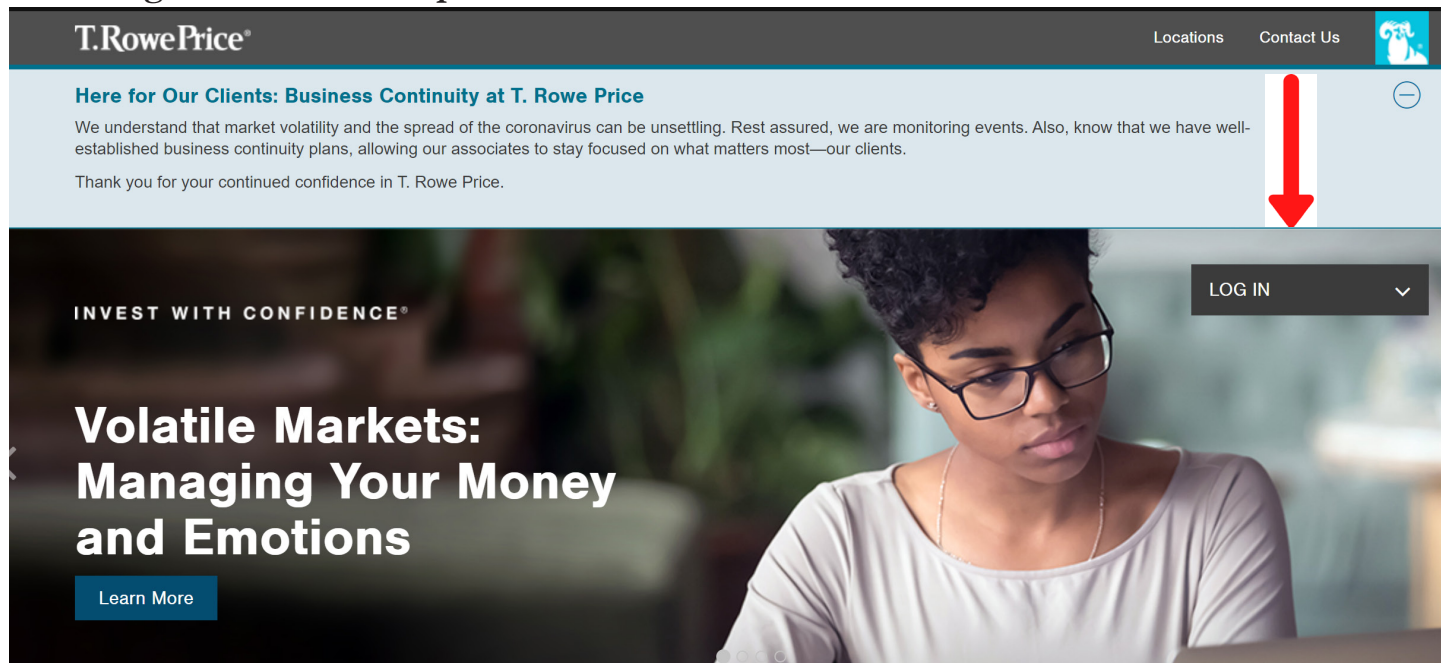 T.RowePrice®
Locations Contact Us
Here for Our Clients: Business Continuity at T. Rowe Price
We understand that market volatility and the spread of the coronavirus can be unsettling. Rest assured, we are monitoring events. Also, know that we have well-
established business continuity plans, allowing our associates to stay focused on what matters most—our clients.
Thank you for your continued confidence in T. Rowe Price.
LOG IN
INVEST WITH CONFIDENCE®
Volatile Markets:
Managing Your Money
and Emotions
Learn More